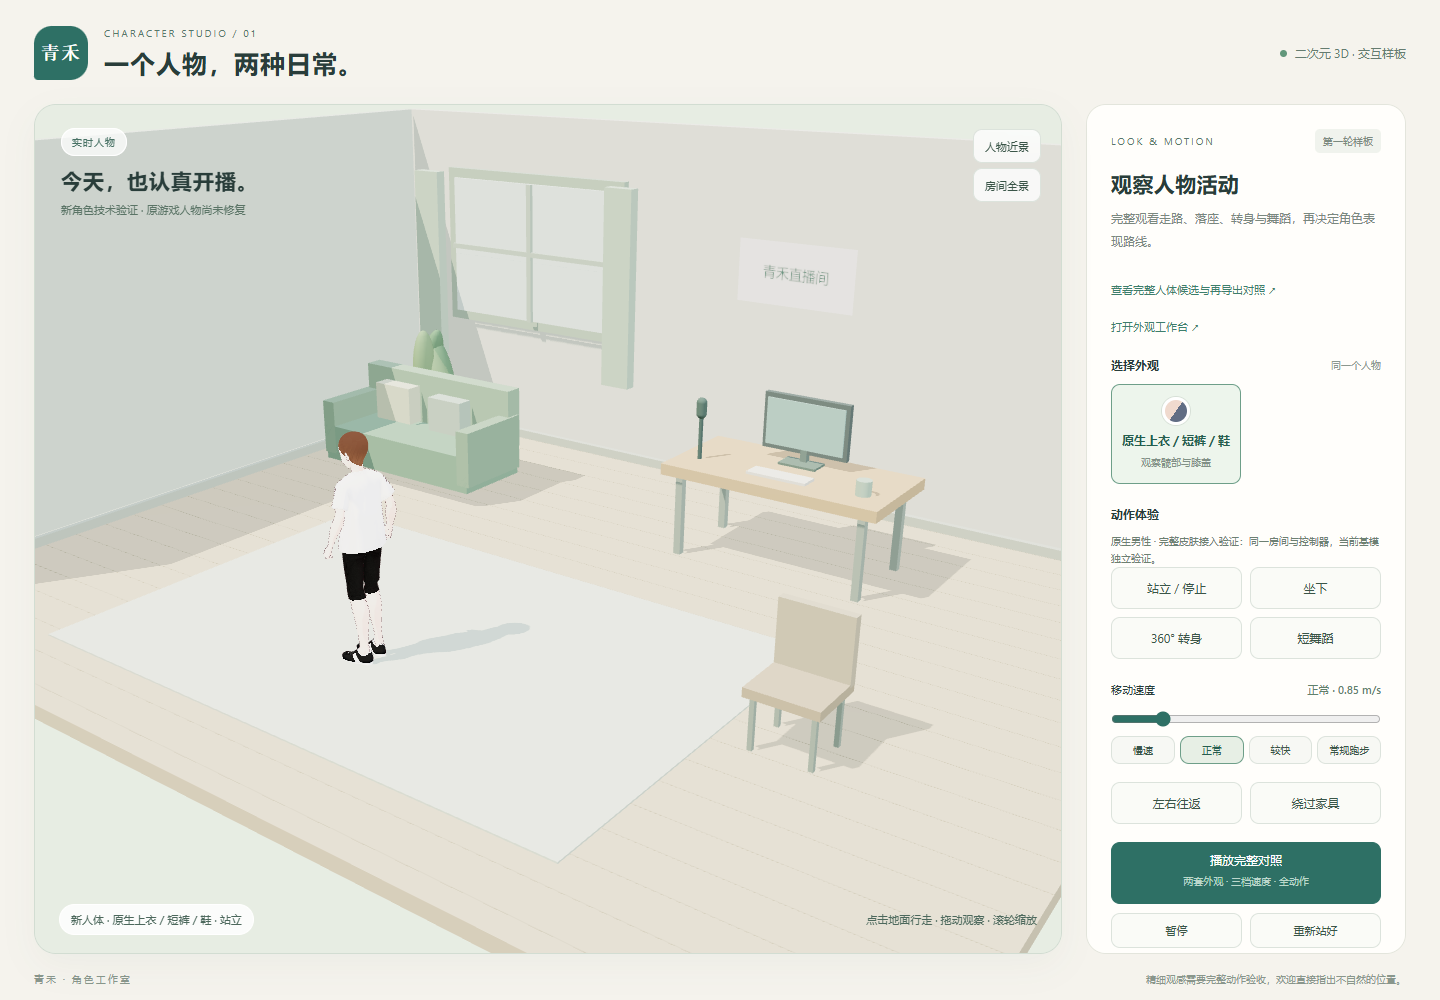 青禾
CHARACTER STUDIO / 01
一个人物，两种日常。
二次元 3D · 交互样板
实时人物
今天，也认真开播。
新角色技术验证 · 原游戏人物尚未修复
人物近景
房间全景
青禾直播间
新人体 · 原生上衣 / 短裤 / 鞋 · 站立
点击地面行走 · 拖动观察 · 滚轮缩放
LOOK & MOTION
第一轮样板
观察人物活动
完整观看走路、落座、转身与舞蹈，再决定角色表
现路线。
查看完整人体候选与再导出对照 ↗
打开外观工作台 ↗
选择外观
同一个人物
原生上衣 / 短裤 / 鞋
观察髋部与膝盖
动作体验
原生男性 · 完整皮肤接入验证：同一房间与控制器，当前基模
独立验证。
站立 / 停止
坐下
360° 转身
短舞蹈
移动速度
正常 · 0.85 m/s
慢速
正常
较快
常规跑步
左右往返
绕过家具
播放完整对照
两套外观 · 三档速度 · 全动作
暂停
重新站好
青禾 · 角色工作室
精细观感需要完整动作验收，欢迎直接指出不自然的位置。